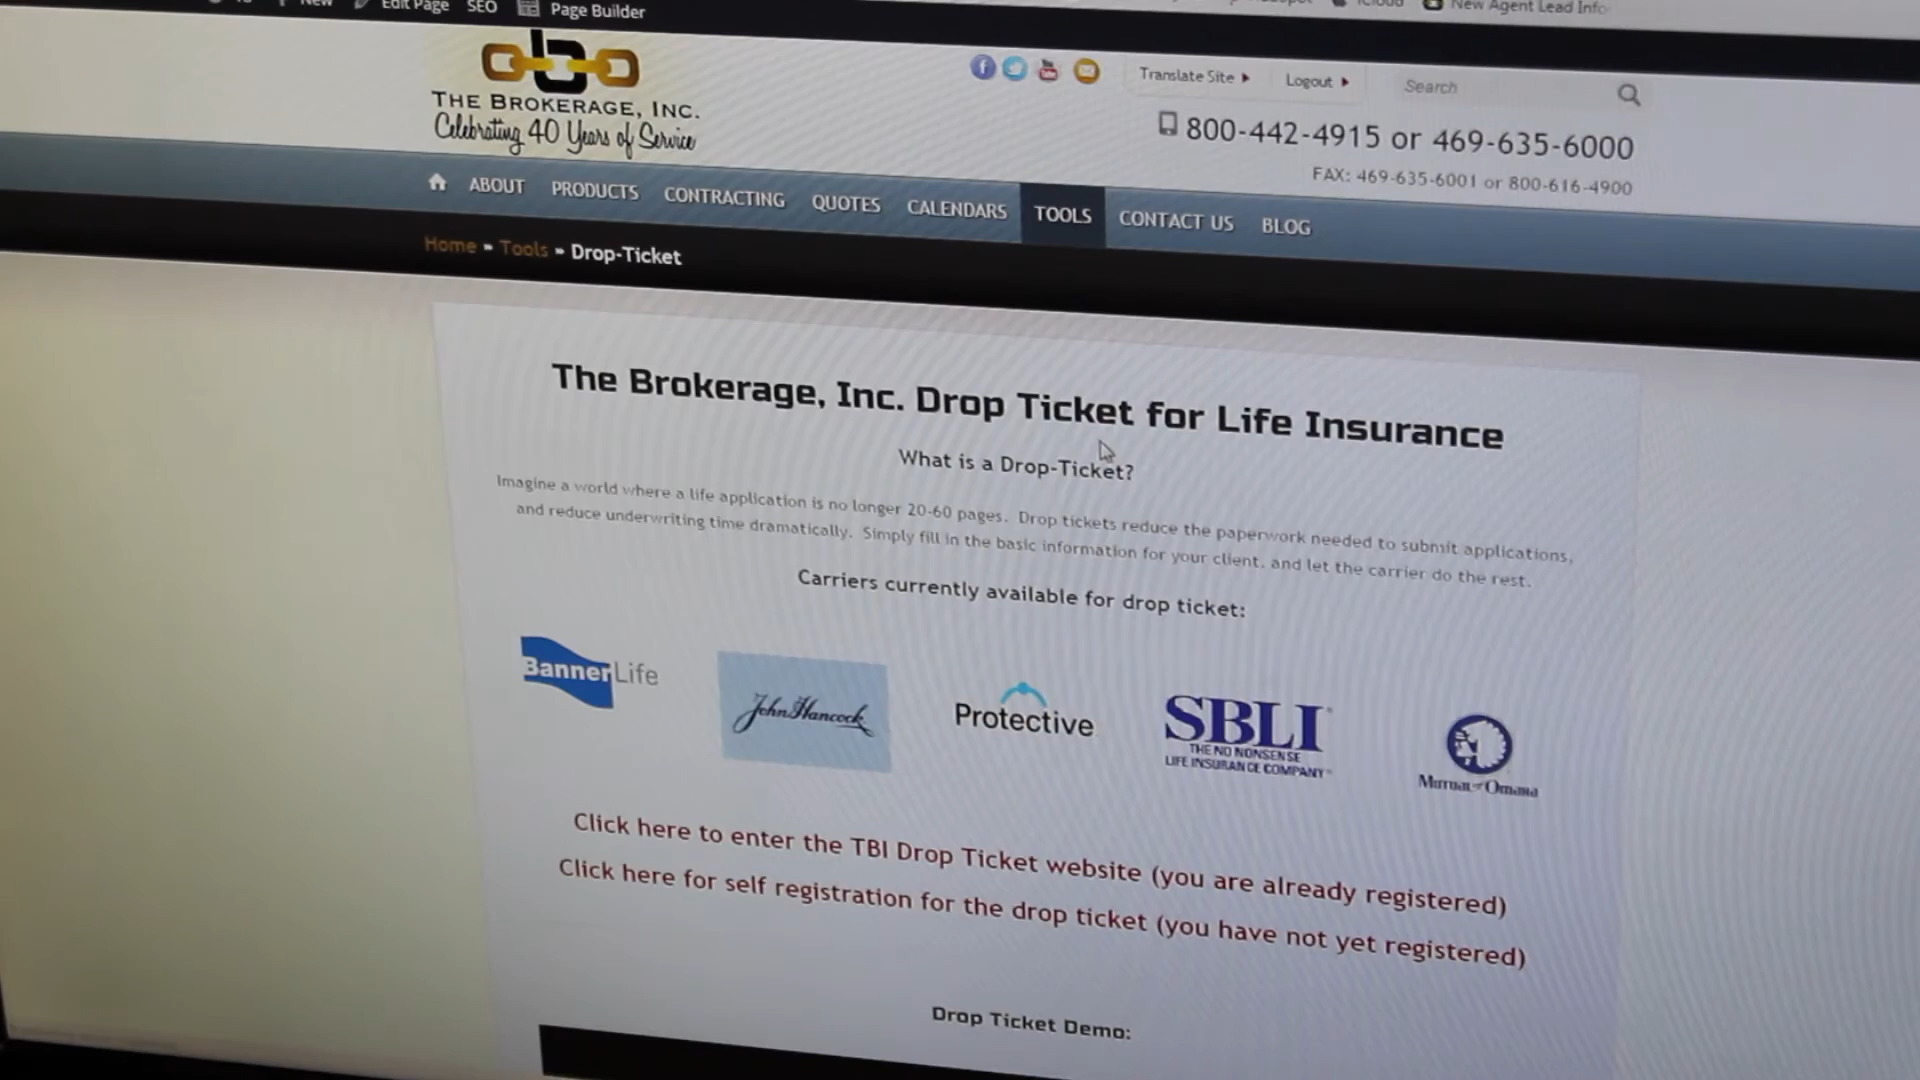 New
Edit Page
SEO
Page Builder
New Agent Lead Info
THE BROKERAGE, INC.
Celebrating 40 Years of Service
Translate Site
Logout
Search
800-442-4915 or 469-635-6000
FAX: 469-635-6001 or 800-616-4900
ABOUT PRODUCTS CONTRACTING QUOTES CALENDARS TOOLS CONTACT US BLOG
Home » Tools » Drop-Ticket
The Brokerage, Inc. Drop Ticket for Life Insurance
What is a Drop-Ticket?
Imagine a world where a life application is no longer 20-60 pages. Drop tickets reduce the paperwork needed to submit applications,
and reduce underwriting time dramatically. Simply fill in the basic information for your client, and let the carrier do the rest.
Carriers currently available for drop ticket:
BannerLife
John Hancock
Protective
SBLI
THE NO NONSENSE
LIFE INSURANCE COMPANY
Mutual of Omaha
Click here to enter the TBI Drop Ticket website (you are already registered)
Click here for self registration for the drop ticket (you have not yet registered)
Drop Ticket Demo: